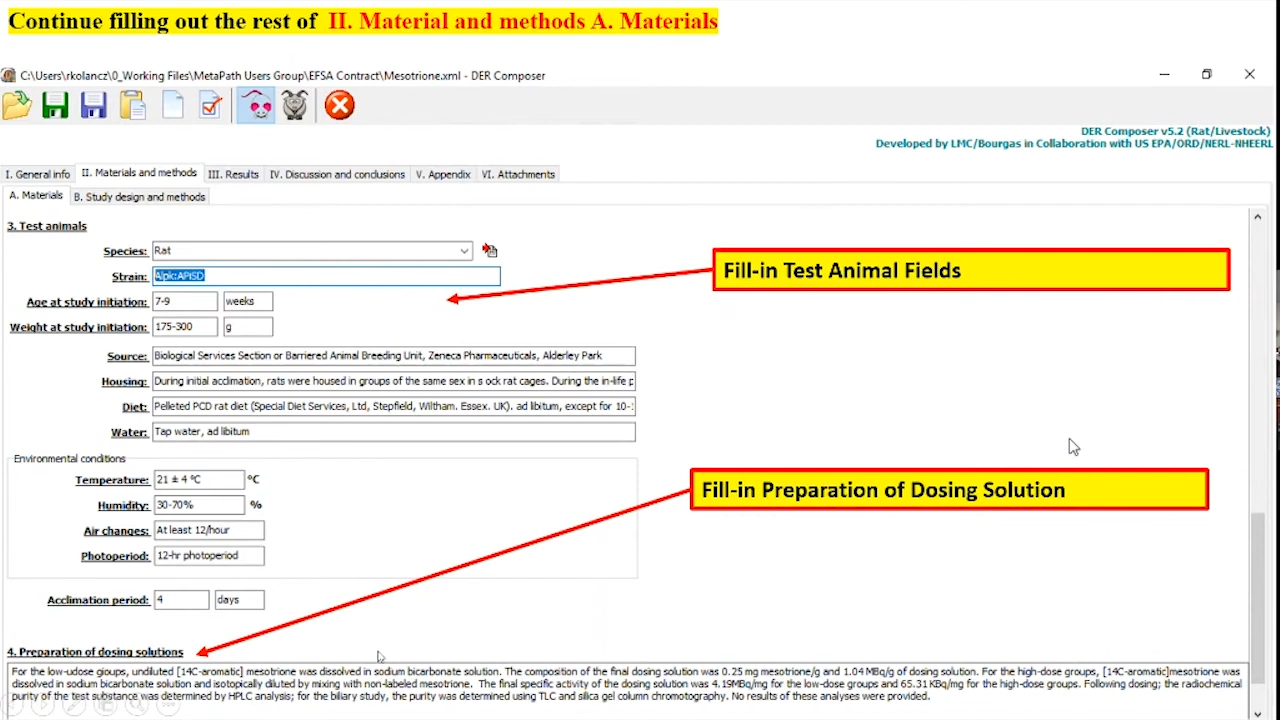 Continue filling out the rest of II. Material and methods A. Materials
C:\Users\rkolancz\0_Working Files\MetaPath Users Group\EFSA Contract\Mesotrione.xml - DER Composer
DER Composer v5.2 (Rat/Livestock)
Developed by LMC/Bourgas in Collaboration with US EPA/ORD/NERL-NHEERL
I. General info II. Materials and methods III. Results IV. Discussion and conclusions V. Appendix VI. Attachments
A. Materials B. Study design and methods
3. Test animals
Species: Rat
Strain: Alpk:APfSD
Fill-in Test Animal Fields
Age at study initiation: 7-9 weeks
Weight at study initiation: 175-300 g
Source: Biological Services Section or Barriered Animal Breeding Unit, Zeneca Pharmaceuticals, Alderley Park
Housing: During initial acclimation, rats were housed in groups of the same sex in s ock rat cages. During the in-life p
Diet: Pelleted PCD rat diet (Special Diet Services, Ltd, Stepfield, Wiltham. Essex. UK). ad libitum, except for 10-
Water: Tap water, ad libitum
Environmental conditions
Temperature: 21 ± 4 ºC ºC
Fill-in Preparation of Dosing Solution
Humidity: 30-70% %
Air changes: At least 12/hour
Photoperiod: 12-hr photoperiod
Acclimation period: 4 days
4. Preparation of dosing solutions
For the low-udose gioups, undiluted [14C-aromatic] mesotrione was dissolved in sodium bicarbonate solution. The composition of the final dosing solution was 0.25 mg mesotrione/g and 1.04 MBq/g of dosing solution. For the high-dose groups, [14C-aromatic]mesotrione was
dissolved in sodium bicarbonate solution and isotopically diluted by mixing with non-labeled mesotrione. The final specific activity of the dosing solution was 4.19MBq/mg for the low-dose groups and 65.31KBq/mg for the high-dose groups. Following dosing; the radiochemical
purity of the test substance was determined by HPLC analysis; for the biliary study, the purity was determined using TLC and silica gel column chromotography. No results of these analyses were provided.